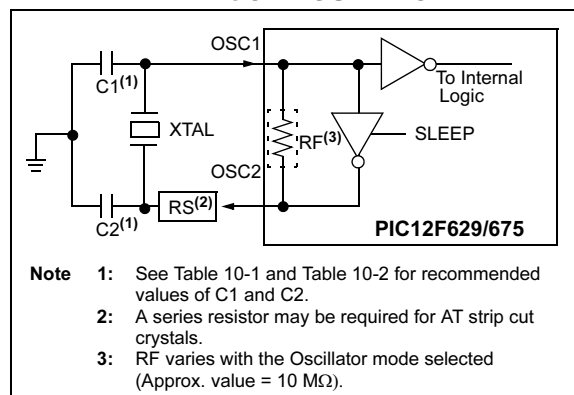 OSC1
C1(1)
To Internal
Logic
XTAL
RF(3)
SLEEP
OSC2
C2(1)
RS(2)
PIC12F629/675
Note 1: See Table 10-1 and Table 10-2 for recommended
values of C1 and C2.
2: A series resistor may be required for AT strip cut
crystals.
3: RF varies with the Oscillator mode selected
(Approx. value = 10 MΩ).